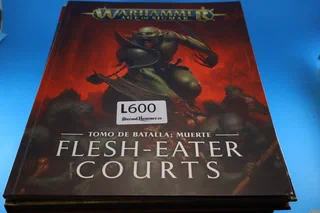 WARHAMMER
AGE OF SIGMAR
L600
TOMO DE BATALLA: MUERTE
FLESH-EATER
COURTS